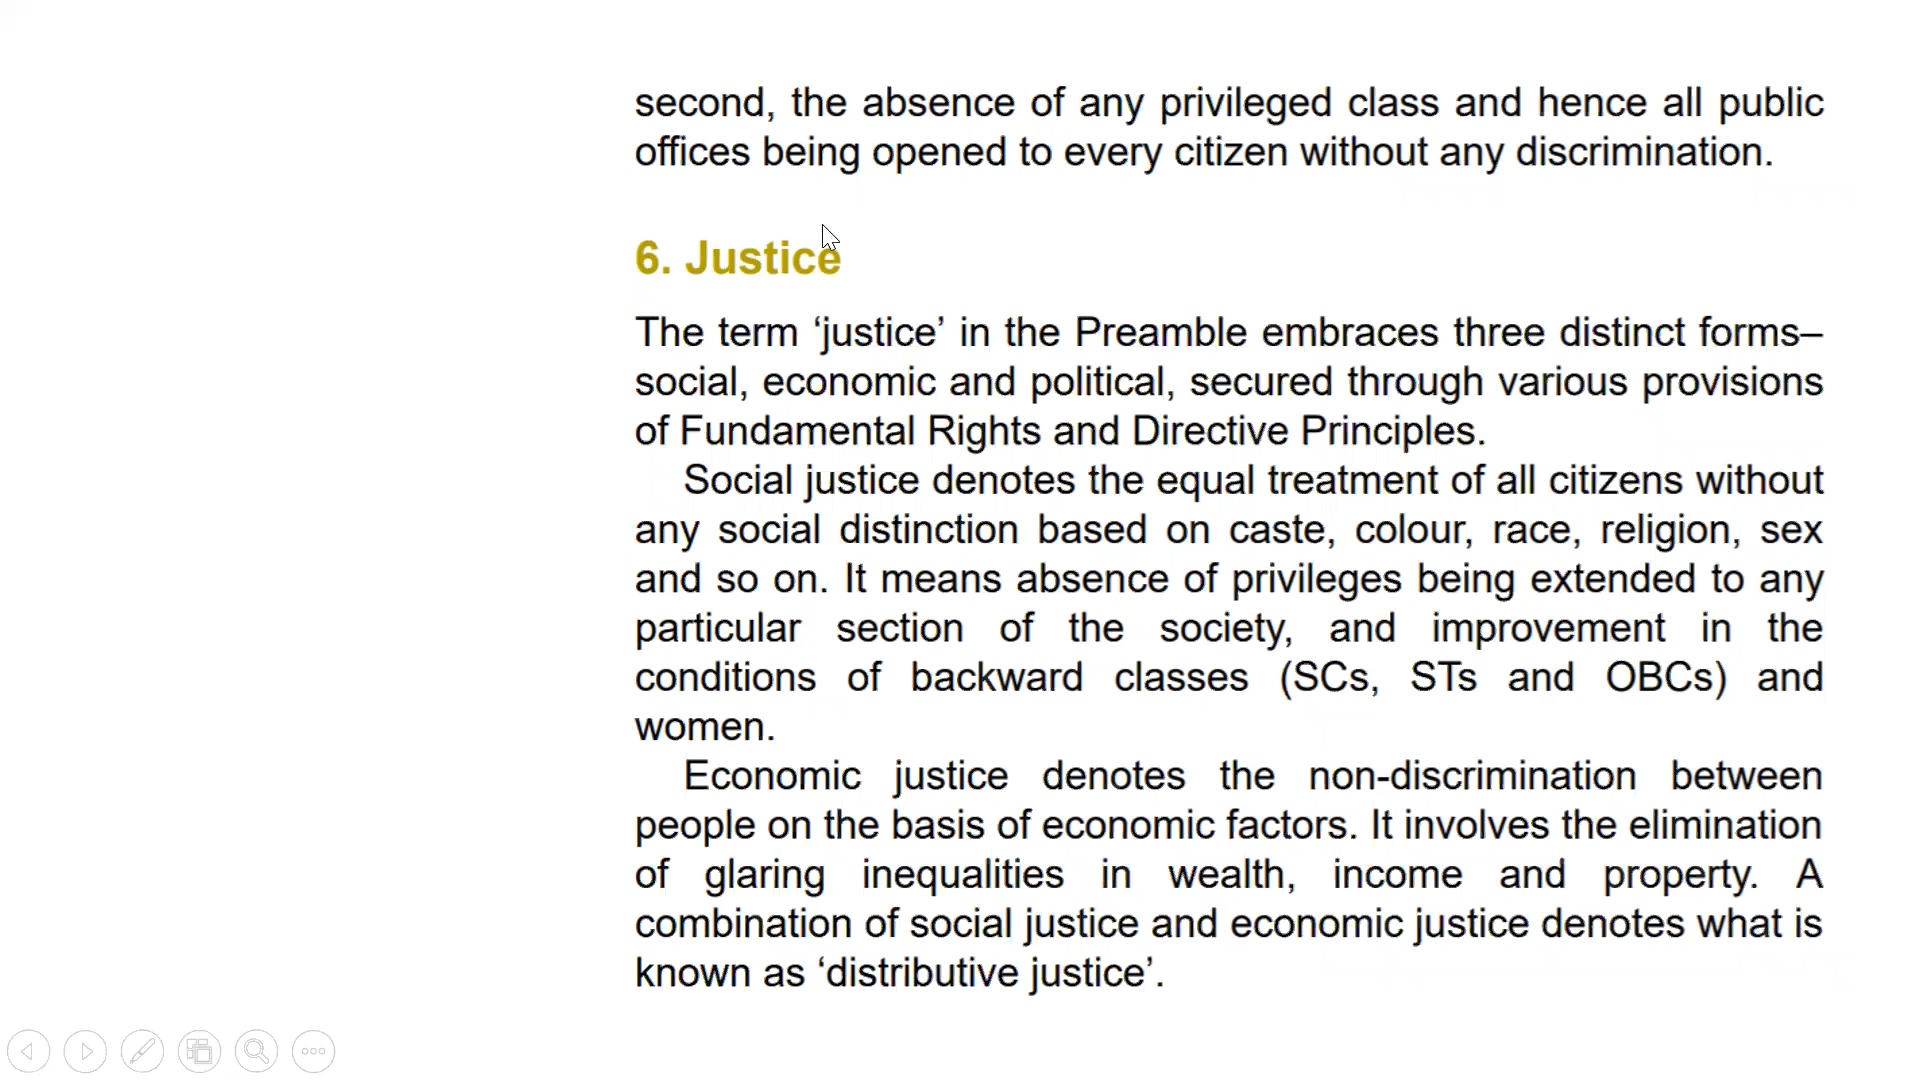 second, the absence of any privileged class and hence all public
offices being opened to every citizen without any discrimination.
6. Justice
The term ‘justice’ in the Preamble embraces three distinct forms–
social, economic and political, secured through various provisions
of Fundamental Rights and Directive Principles.
Social justice denotes the equal treatment of all citizens without
any social distinction based on caste, colour, race, religion, sex
and so on. It means absence of privileges being extended to any
particular section of the society, and improvement in the
conditions of backward classes (SCs, STs and OBCs) and
women.
Economic justice denotes the non-discrimination between
people on the basis of economic factors. It involves the elimination
of glaring inequalities in wealth, income and property. A
combination of social justice and economic justice denotes what is
known as ‘distributive justice’.